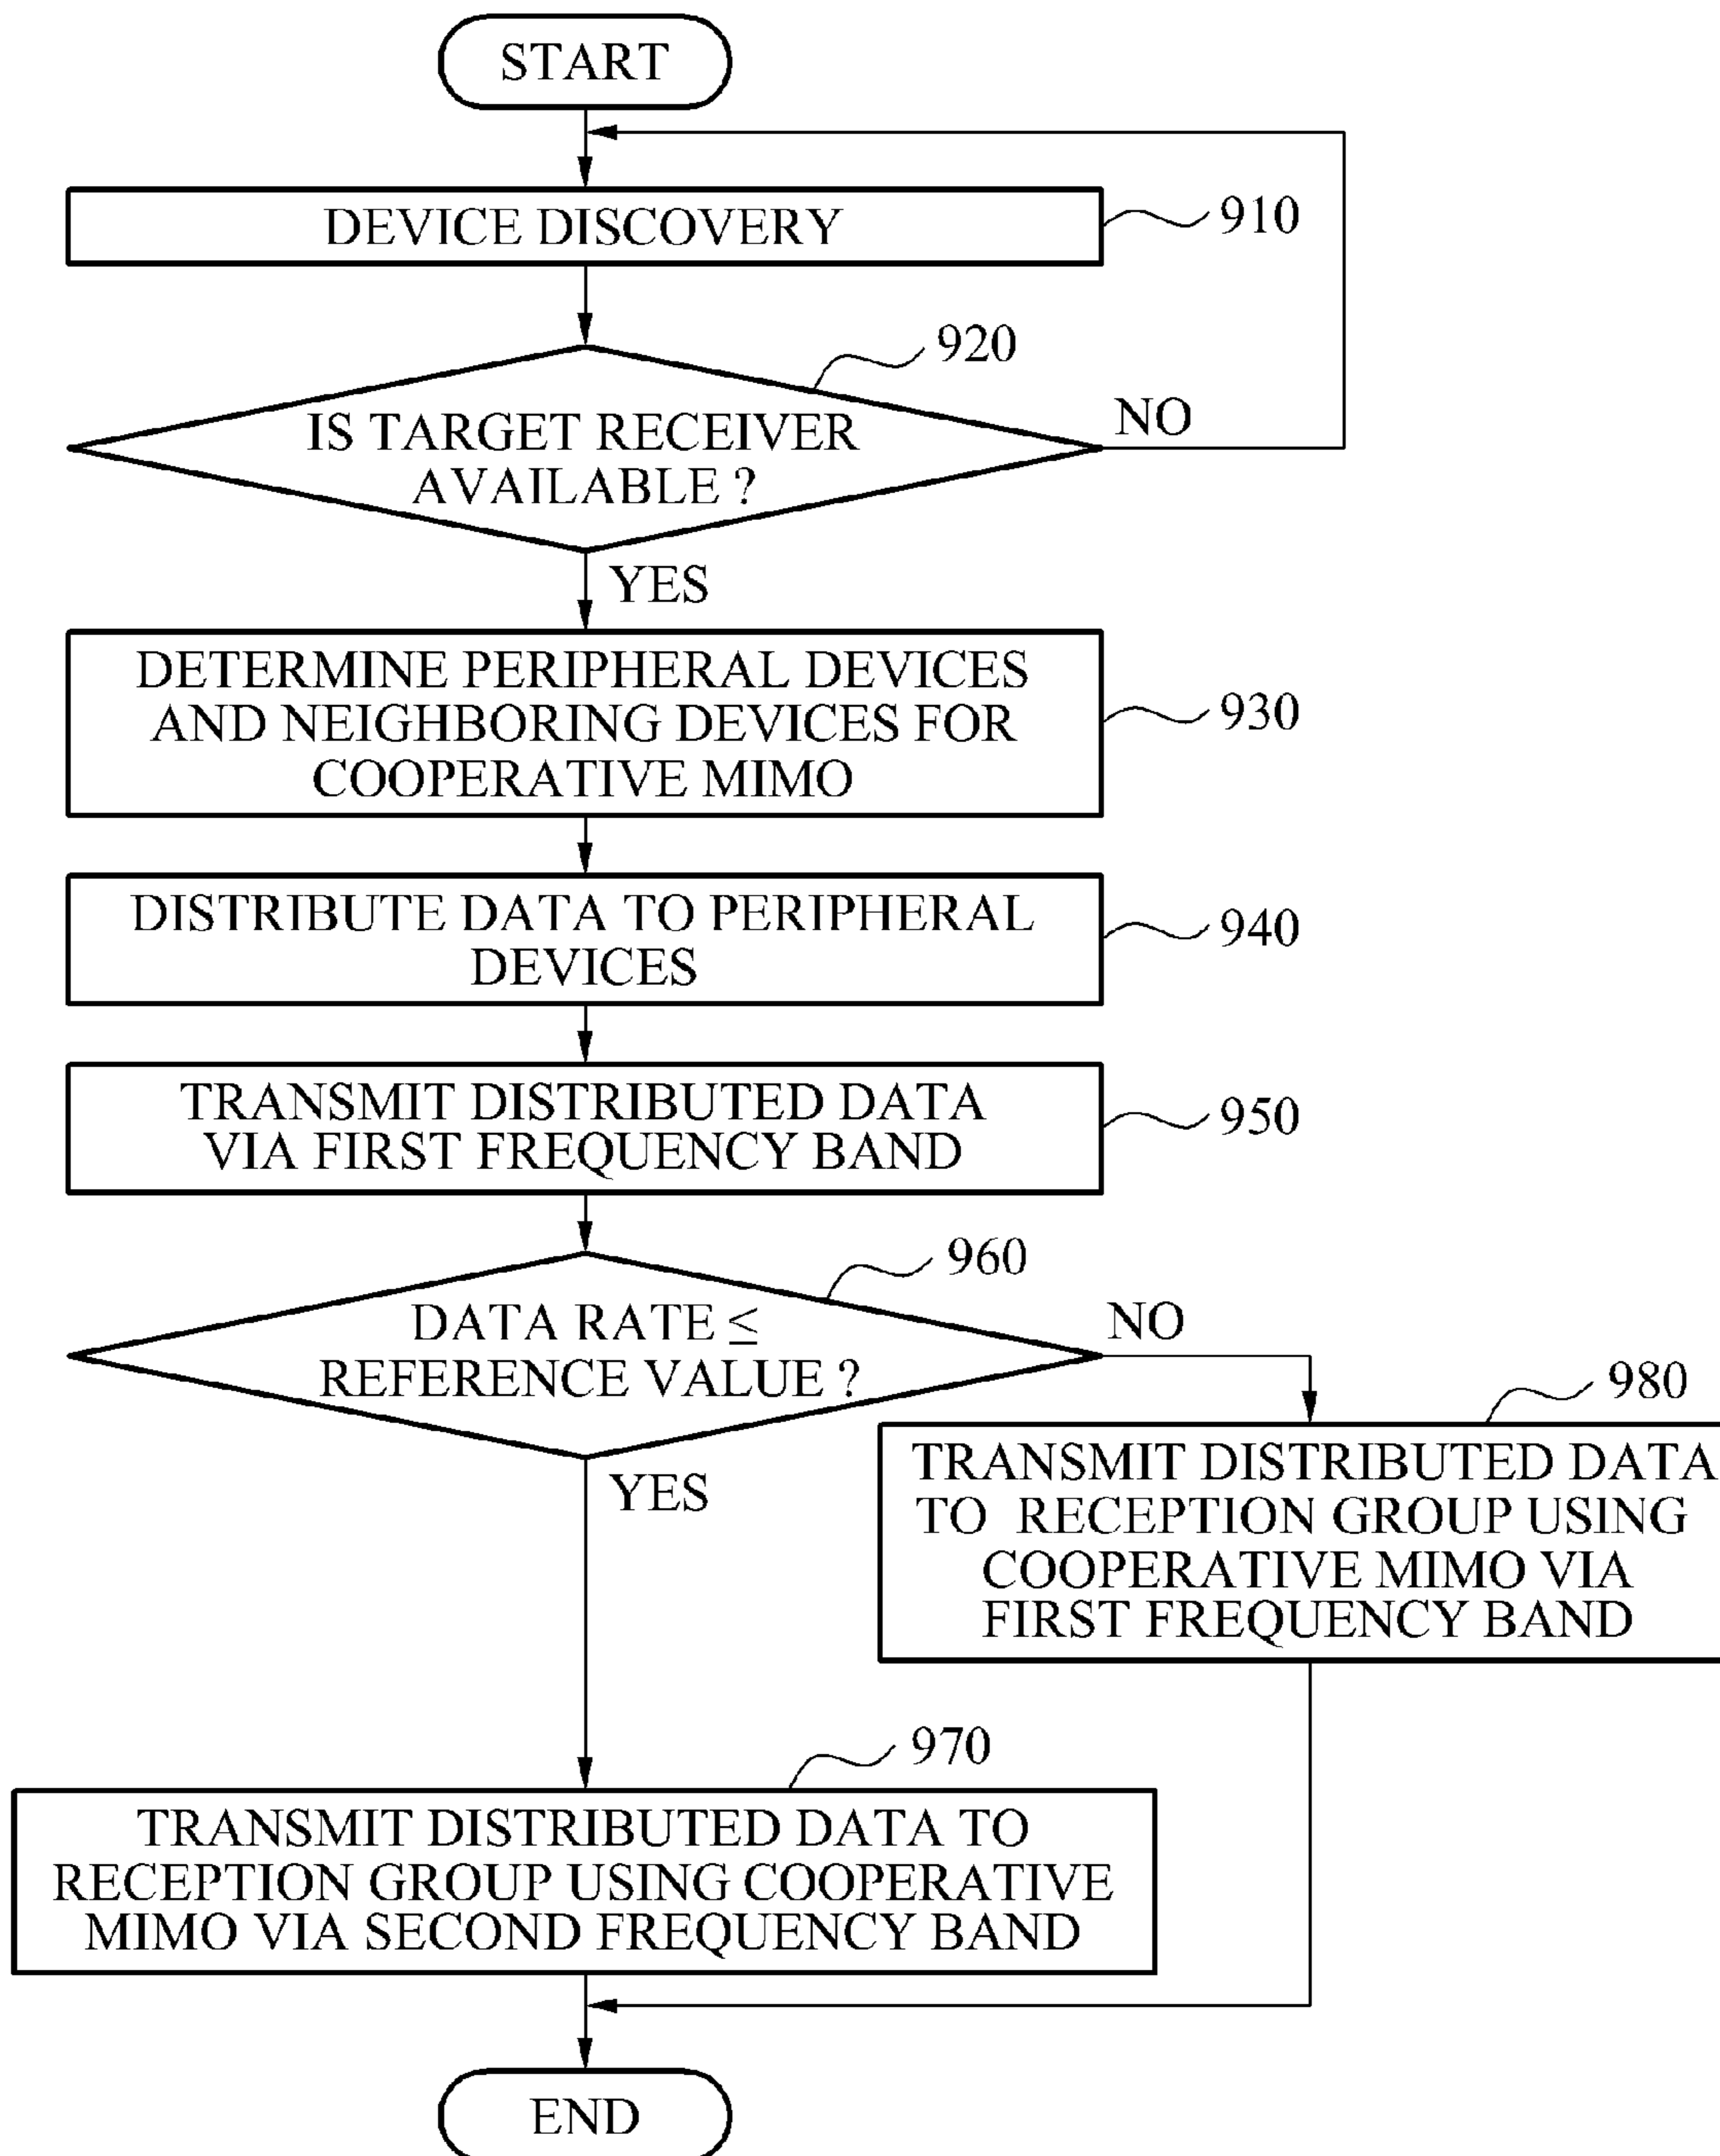 START
DEVICE DISCOVERY
910
920
IS TARGET RECEIVER
AVAILABLE ?
NO
YES
DETERMINE PERIPHERAL DEVICES
AND NEIGHBORING DEVICES FOR
COOPERATIVE MIMO
930
DISTRIBUTE DATA TO PERIPHERAL
DEVICES
940
TRANSMIT DISTRIBUTED DATA
VIA FIRST FREQUENCY BAND
950
960
DATA RATE ≤
REFERENCE VALUE ?
NO
YES
980
TRANSMIT DISTRIBUTED DATA
TO RECEPTION GROUP USING
COOPERATIVE MIMO VIA
FIRST FREQUENCY BAND
970
TRANSMIT DISTRIBUTED DATA TO
RECEPTION GROUP USING COOPERATIVE
MIMO VIA SECOND FREQUENCY BAND
END